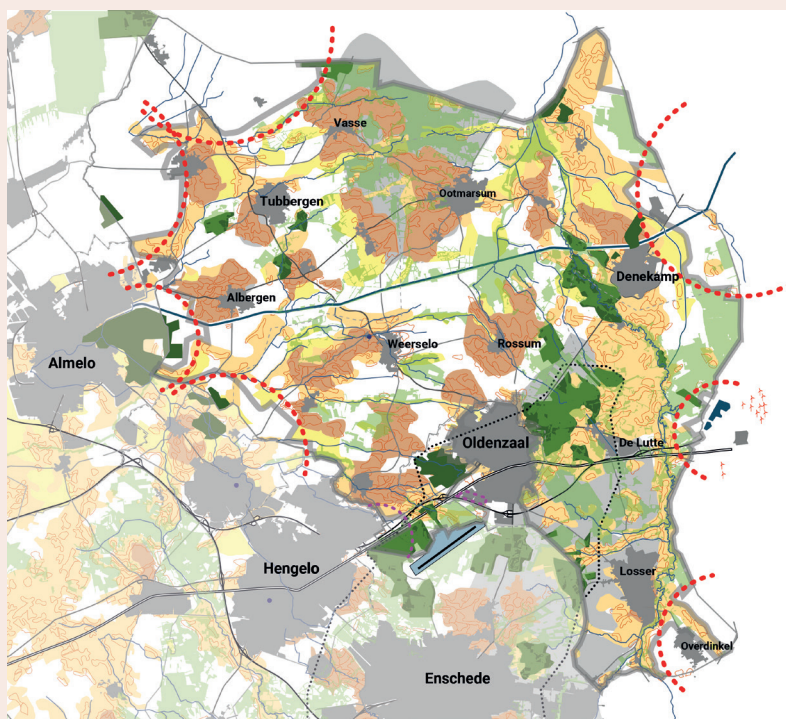 Vasse
Ootmarsum
Tubbergen
Denekamp
Albergen
Weerselo
Rossum
Almelo
Oldenzaal
De Lutte
Hengelo
Losser
Overdinkel
Enschede